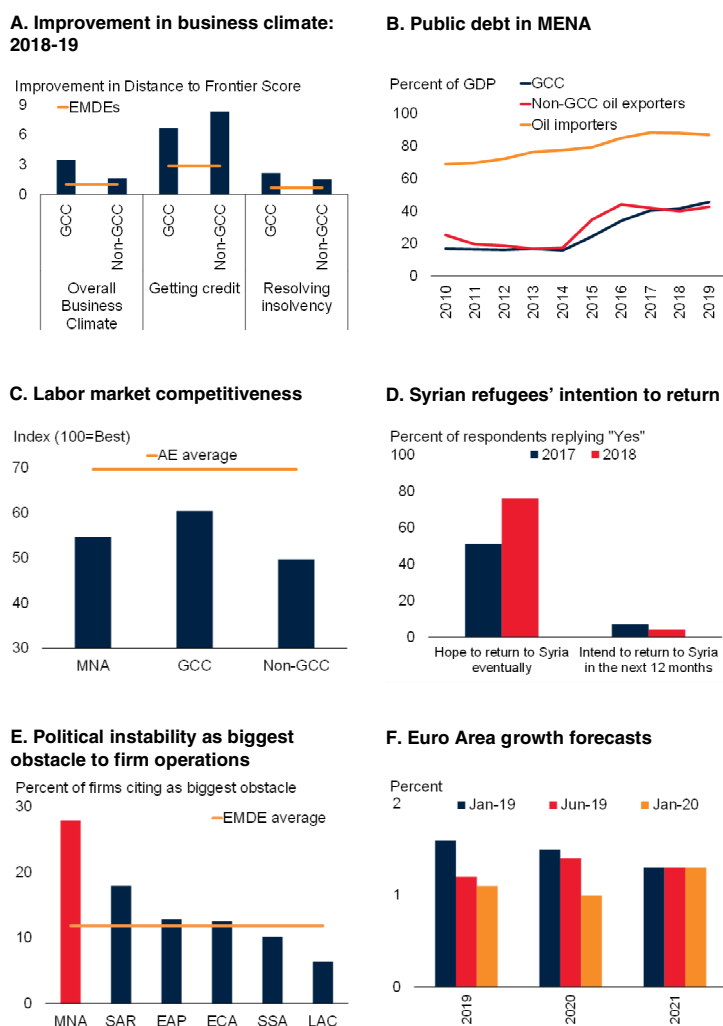 A. Improvement in business climate:
2018-19
Improvement in Distance to Frontier Score
9
EMDEs
6
3
0
GCC
Non-GCC
GCC
Non-GCC
GCC
Non-GCC
Overall
Business
Climate
Getting credit
Resolving
insolvency
B. Public debt in MENA
Percent of GDP
GCC
Non-GCC oil exporters
Oil importers
100
80
60
40
20
0
2010
2011
2012
2013
2014
2015
2016
2017
2018
2019
C. Labor market competitiveness
Index (100=Best)
AE average
70
60
50
40
30
MNA
GCC
Non-GCC
D. Syrian refugees’ intention to return
Percent of respondents replying "Yes"
100
2017
2018
80
60
40
20
0
Hope to return to Syria
eventually
Intend to return to Syria
in the next 12 months
E. Political instability as biggest
obstacle to firm operations
Percent of firms citing as biggest obstacle
30
EMDE average
20
10
0
MNA
SAR
EAP
ECA
SSA
LAC
F. Euro Area growth forecasts
Percent
2
Jan-19
Jun-19
Jan-20
1
0
2019
2020
2021